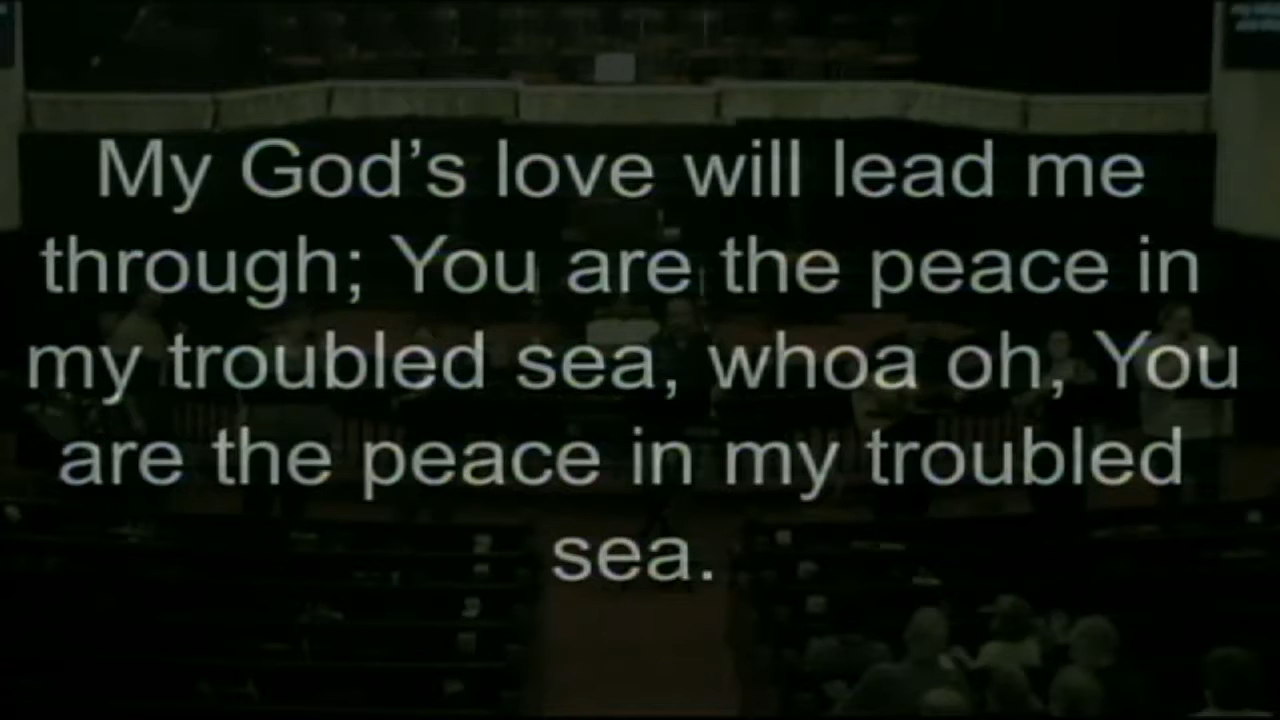 My God’s love will lead me
through; You are the peace in
my troubled sea, whoa oh, You
are the peace in my troubled
sea.